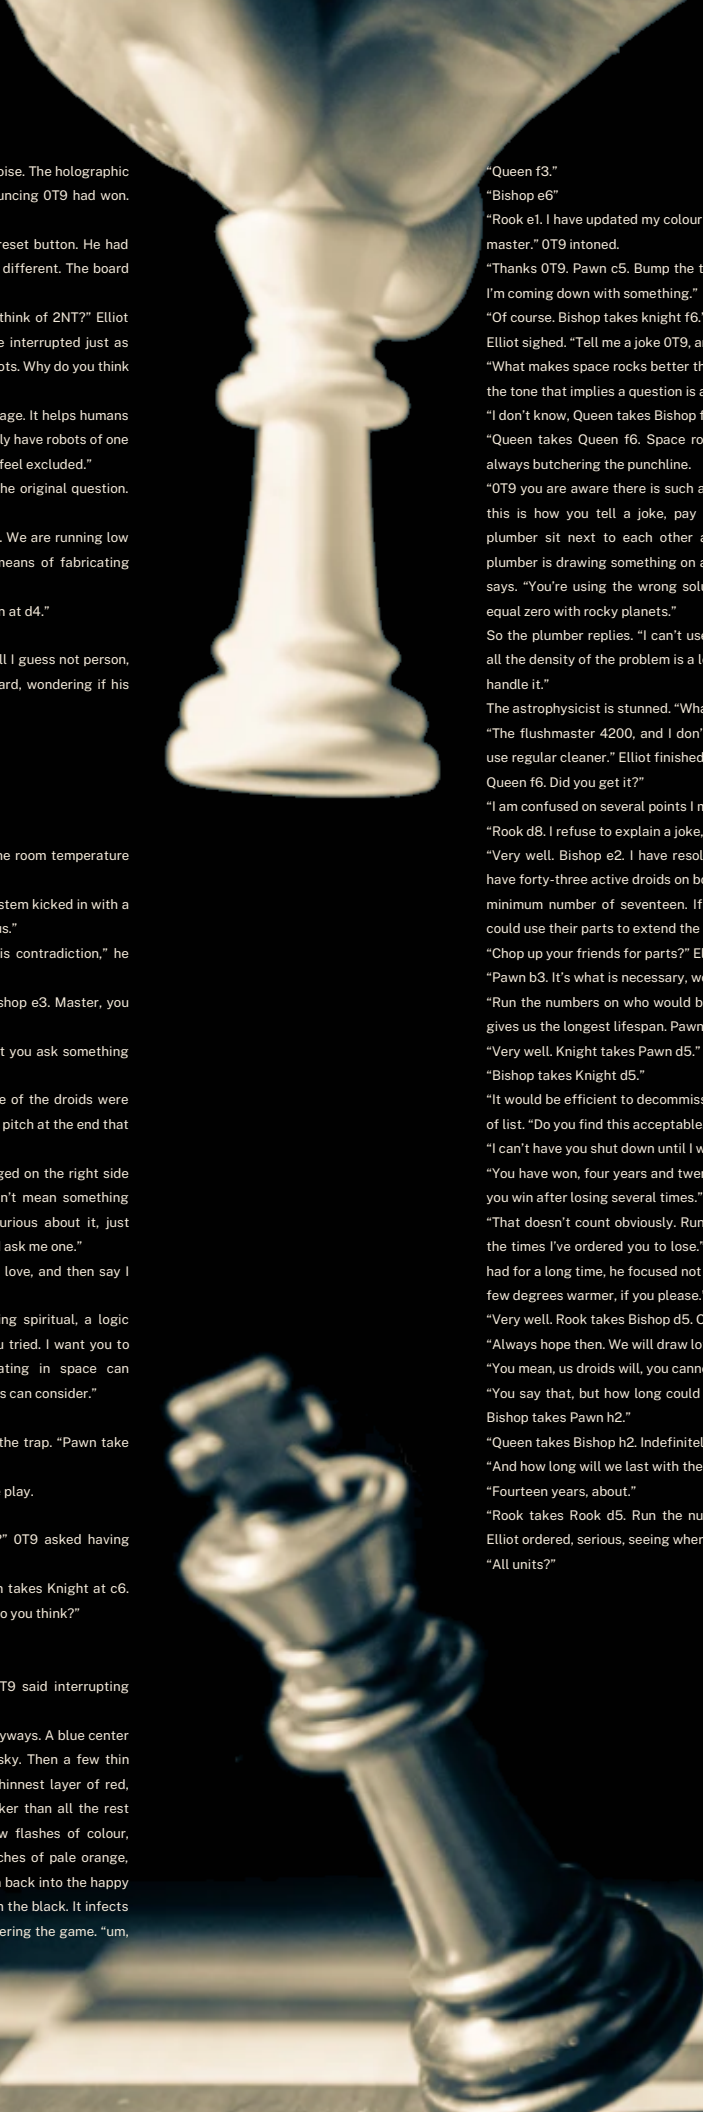 oise. The holographic
uncing 0T9 had won.
reset button. He had
different. The board
think of 2NT?” Elliot
e interrupted just as
ots. Why do you think
age. It helps humans
ly have robots of one
feel excluded.”
he original question.
. We are running low
means of fabricating
n at d4.”
ll I guess not person,
ard, wondering if his
he room temperature
stem kicked in with a
us.”
is contradiction,” he
shop e3. Master, you
t you ask something
e of the droids were
pitch at the end that
ged on the right side
n’t mean something
urious about it, just
ask me one.”
love, and then say I
ng spiritual, a logic
u tried. I want you to
ating in space can
s can consider.”
the trap. “Pawn take
play.
?” 0T9 asked having
n takes Knight at c6.
o you think?”
T9 said interrupting
yways. A blue center
sky. Then a few thin
hinnest layer of red,
ker than all the rest
w flashes of colour,
ches of pale orange,
back into the happy
n the black. It infects
ering the game. “um,
“Queen f3.”
“Bishop e6”
“Rook e1. I have updated my colour
master.” 0T9 intoned.
“Thanks 0T9. Pawn c5. Bump the t
I’m coming down with something.”
“Of course. Bishop takes knight f6.”
Elliot sighed. “Tell me a joke 0T9, a
“What makes space rocks better th
the tone that implies a question is a
“I don’t know, Queen takes Bishop f
“Queen takes Queen f6. Space ro
always butchering the punchline.
“0T9 you are aware there is such a
this is how you tell a joke, pay
plumber sit next to each other a
plumber is drawing something on a
says. “You’re using the wrong solu
equal zero with rocky planets.”
So the plumber replies. “I can’t use
all the density of the problem is a l
handle it.”
The astrophysicist is stunned. “Wha
“The flushmaster 4200, and I don’
use regular cleaner.” Elliot finished
Queen f6. Did you get it?”
“I am confused on several points I m
“Rook d8. I refuse to explain a joke,
“Very well. Bishop e2. I have resol
have forty-three active droids on bo
minimum number of seventeen. If
could use their parts to extend the
“Chop up your friends for parts?” El
“Pawn b3. It’s what is necessary, w
“Run the numbers on who would b
gives us the longest lifespan. Pawn
“Very well. Knight takes Pawn d5.”
“Bishop takes Knight d5.”
“It would be efficient to decommiss
of list. “Do you find this acceptable
“I can’t have you shut down until I w
“You have won, four years and twe
you win after losing several times.”
“That doesn’t count obviously. Run
the times I’ve ordered you to lose.”
had for a long time, he focused not
few degrees warmer, if you please.”
“Very well. Rook takes Bishop d5. C
“Always hope then. We will draw lo
“You mean, us droids will, you cann
“You say that, but how long could
Bishop takes Pawn h2.”
“Queen takes Bishop h2. Indefinitel
“And how long will we last with the
“Fourteen years, about.”
“Rook takes Rook d5. Run the nu
Elliot ordered, serious, seeing wher
“All units?”